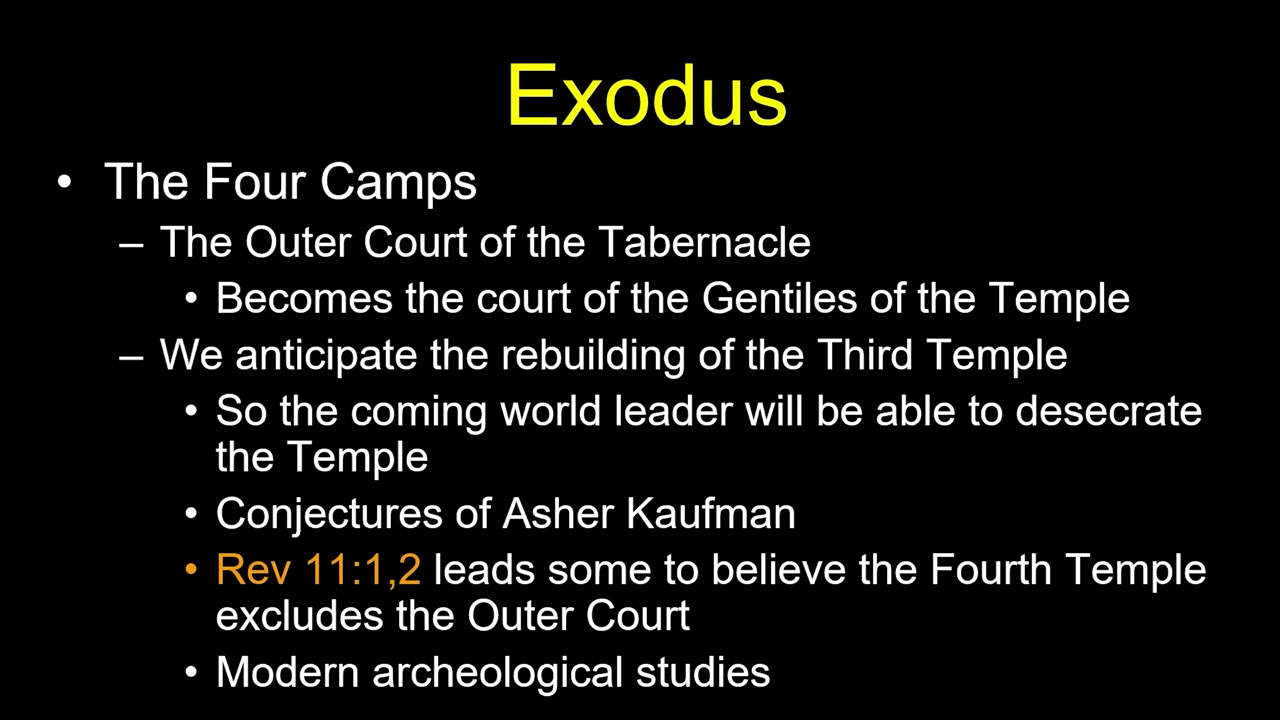 Exodus
• The Four Camps
– The Outer Court of the Tabernacle
• Becomes the court of the Gentiles of the Temple
– We anticipate the rebuilding of the Third Temple
• So the coming world leader will be able to desecrate
the Temple
• Conjectures of Asher Kaufman
• Rev 11:1,2 leads some to believe the Fourth Temple
excludes the Outer Court
• Modern archeological studies